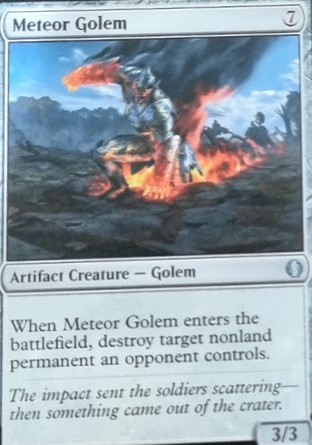 Meteor Golem 7
Artifact Creature — Golem
When Meteor Golem enters the
battlefield, destroy target nonland
permanent an opponent controls.
The impact sent the soldiers scattering—
then something came out of the crater.
3/3